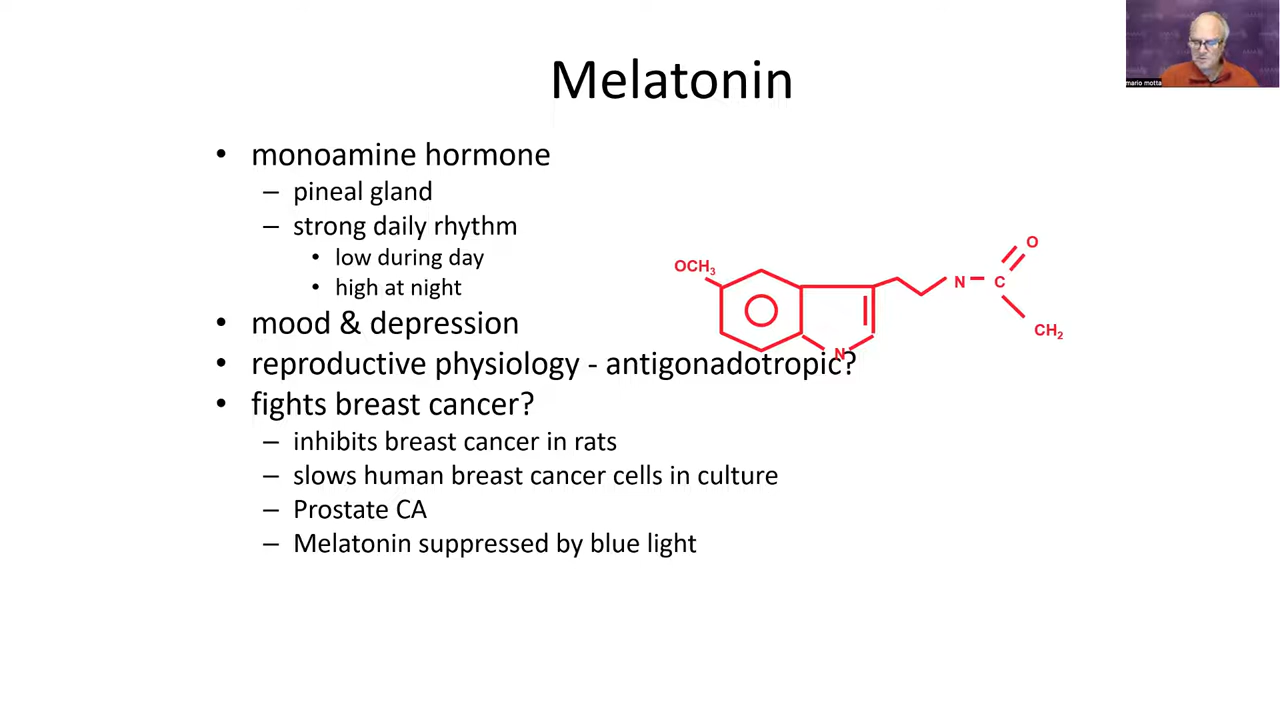 Melatonin
• monoamine hormone
– pineal gland
– strong daily rhythm
• low during day
• high at night
• mood & depression
• reproductive physiology - antigonadotropic?
• fights breast cancer?
– inhibits breast cancer in rats
– slows human breast cancer cells in culture
– Prostate CA
– Melatonin suppressed by blue light
OCH₃
O
N
C
CH₂
N
mario motta